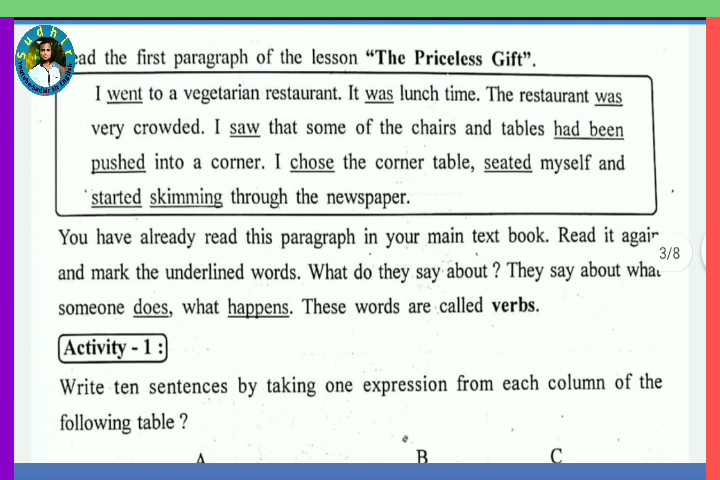 Sudhir
ead the first paragraph of the lesson “The Priceless Gift”.
I went to a vegetarian restaurant. It was lunch time. The restaurant was
very crowded. I saw that some of the chairs and tables had been
pushed into a corner. I chose the corner table, seated myself and
started skimming through the newspaper.
You have already read this paragraph in your main text book. Read it again
3/8
and mark the underlined words. What do they say about ? They say about what
someone does, what happens. These words are called verbs.
Activity - 1 :
Write ten sentences by taking one expression from each column of the
following table ?
A B C